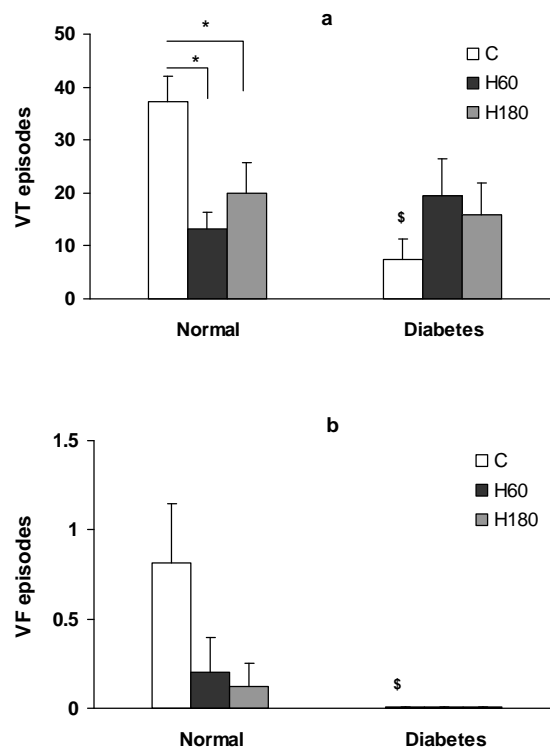 a
50
40
30
20
10
0
VT episodes
*
*
$
C
H60
H180
Normal Diabetes
b
1.5
1
0.5
0
VF episodes
$
C
H60
H180
Normal Diabetes